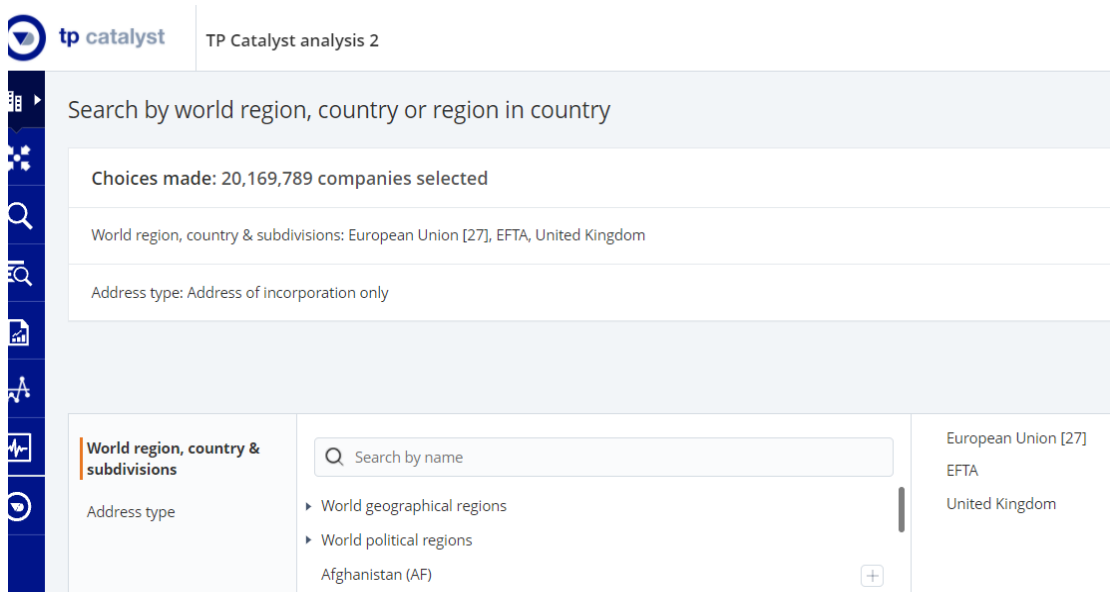 tp catalyst
TP Catalyst analysis 2
Search by world region, country or region in country
Choices made: 20,169,789 companies selected
World region, country & subdivisions: European Union [27], EFTA, United Kingdom
Address type: Address of incorporation only
World region, country &
subdivisions
Address type
Search by name
World geographical regions
World political regions
Afghanistan (AF)
European Union [27]
EFTA
United Kingdom